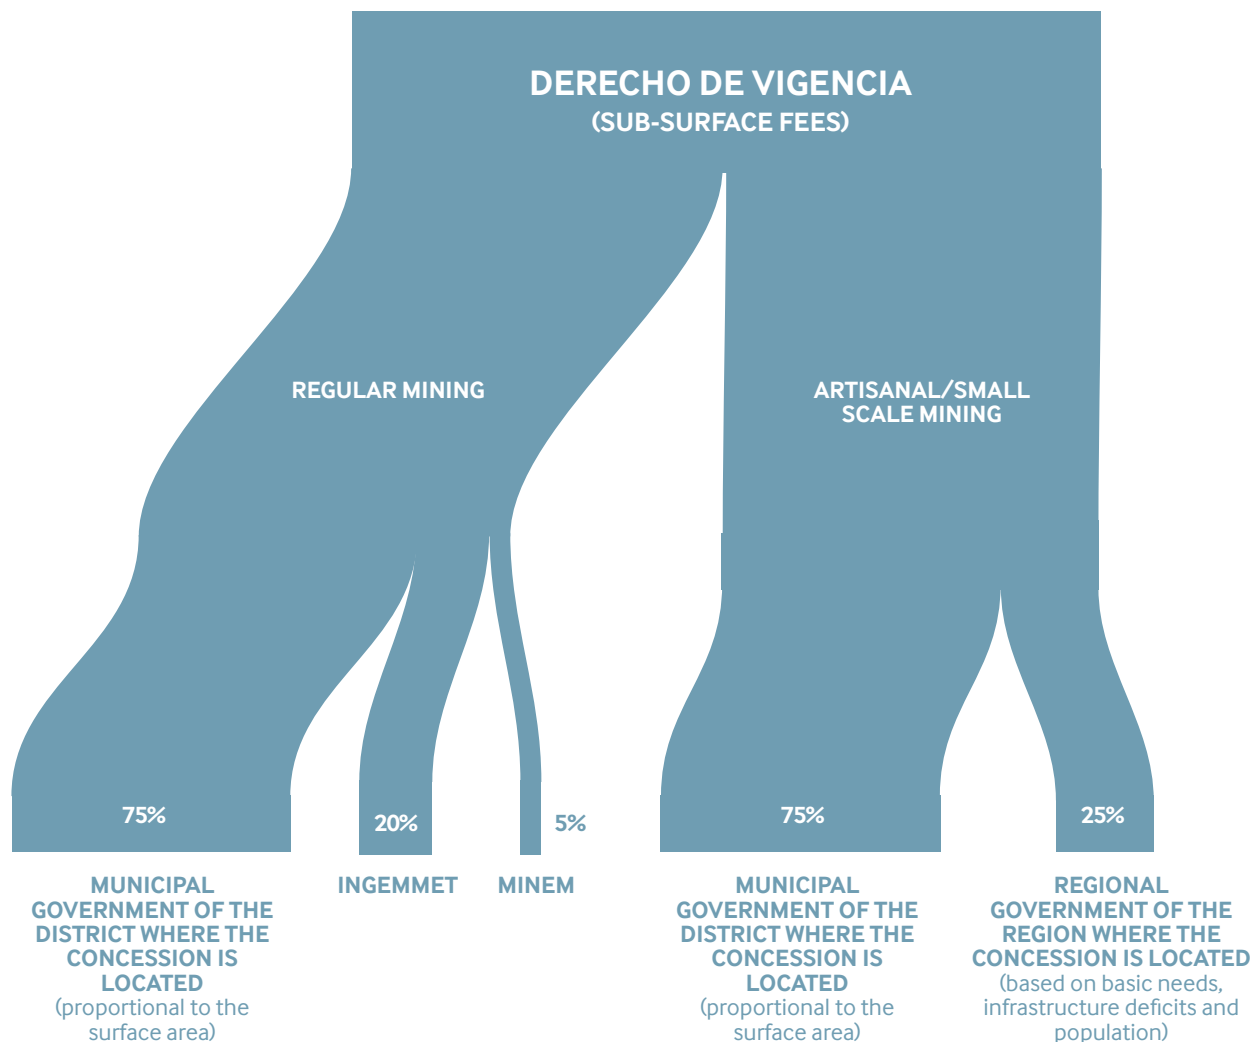 DERECHO DE VIGENCIA
(SUB-SURFACE FEES)
REGULAR MINING
ARTISANAL/SMALL
SCALE MINING
75%
20%
5%
75%
25%
MUNICIPAL
GOVERNMENT OF THE
DISTRICT WHERE THE
CONCESSION IS
LOCATED
(proportional to the
surface area)
INGEMMET
MINEM
MUNICIPAL
GOVERNMENT OF THE
DISTRICT WHERE THE
CONCESSION IS
LOCATED
(proportional to the
surface area)
REGIONAL
GOVERNMENT OF THE
REGION WHERE THE
CONCESSION IS LOCATED
(based on basic needs,
infrastructure deficits and
population)